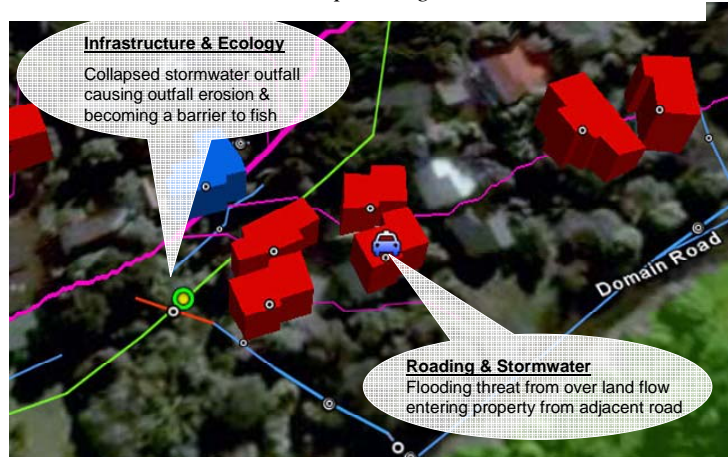 Infrastructure & Ecology
Collapsed stormwater outfall
causing outfall erosion &
becoming a barrier to fish
Domain Road
Roading & Stormwater
Flooding threat from over land flow
entering property from adjacent road